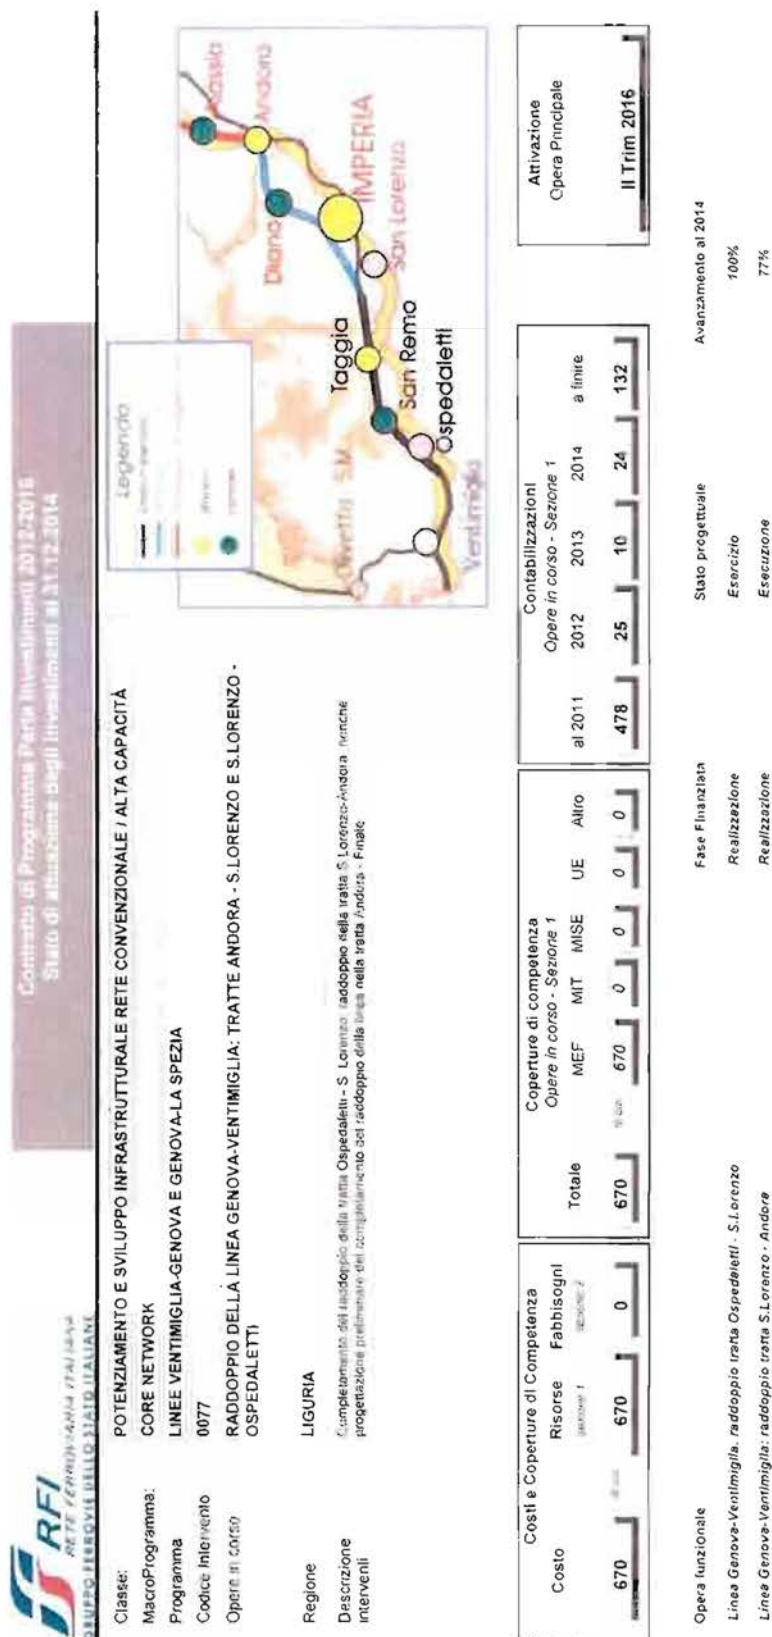 RFI
RETE FERROVIARIA ITALIANA
GRUPPO FERROVIE DELLO STATO ITALIANE
Contratto di Programma Parte Investimenti 2012-2016
Stato di attuazione degli investimenti al 31.12.2014
Classe: POTENZIAMENTO E SVILUPPO INFRASTRUTTURALE RETE CONVENZIONALE / ALTA CAPACITÀ
MacroProgramma: CORE NETWORK
Programma LINEE VENTIMIGLIA-GENOVA E GENOVA-LA SPEZIA
Codice Intervento 0077
Opere in corso RADDOPPIO DELLA LINEA GENOVA-VENTIMIGLIA: TRATTE ANDORA - S.LORENZO E S.LORENZO -
OSPEDALETTI
Regione LIGURIA
Descrizione Interventi Completamento del raddoppio della tratta Ospedaletti - S. Lorenzo, raddoppio della tratta S.Lorenzo-Andora nonche
progettazione preliminare del completamento del raddoppio della linea nella tratta Andora - Finale
Legenda
Alassio
Andora
Diano
IMPERIA
San Lorenzo
Taggia
San Remo
Ospedaletti
Olivetta S.M.
Ventimiglia
Costi e Coperture di Competenza
Costo Risorse Fabbisogni
670 670 0
Coperture di competenza
Opere in corso - Sezione 1
Totale MEF MIT MISE UE Altro
670 670 0 0 0 0
Contabilizzazioni
Opere in corso - Sezione 1
al 2011 2012 2013 2014 a finire
478 25 10 24 132
Attivazione
Opera Principale
II Trim 2016
Opera funzionale Fase Finanziata Stato progettuale Avanzamento al 2014
Linea Genova-Ventimiglia. raddoppio tratta Ospedaletti - S.Lorenzo Realizzazione Esercizio 100%
Linea Genova-Ventimiglia: raddoppio tratta S.Lorenzo - Andora Realizzazione Esecuzione 77%